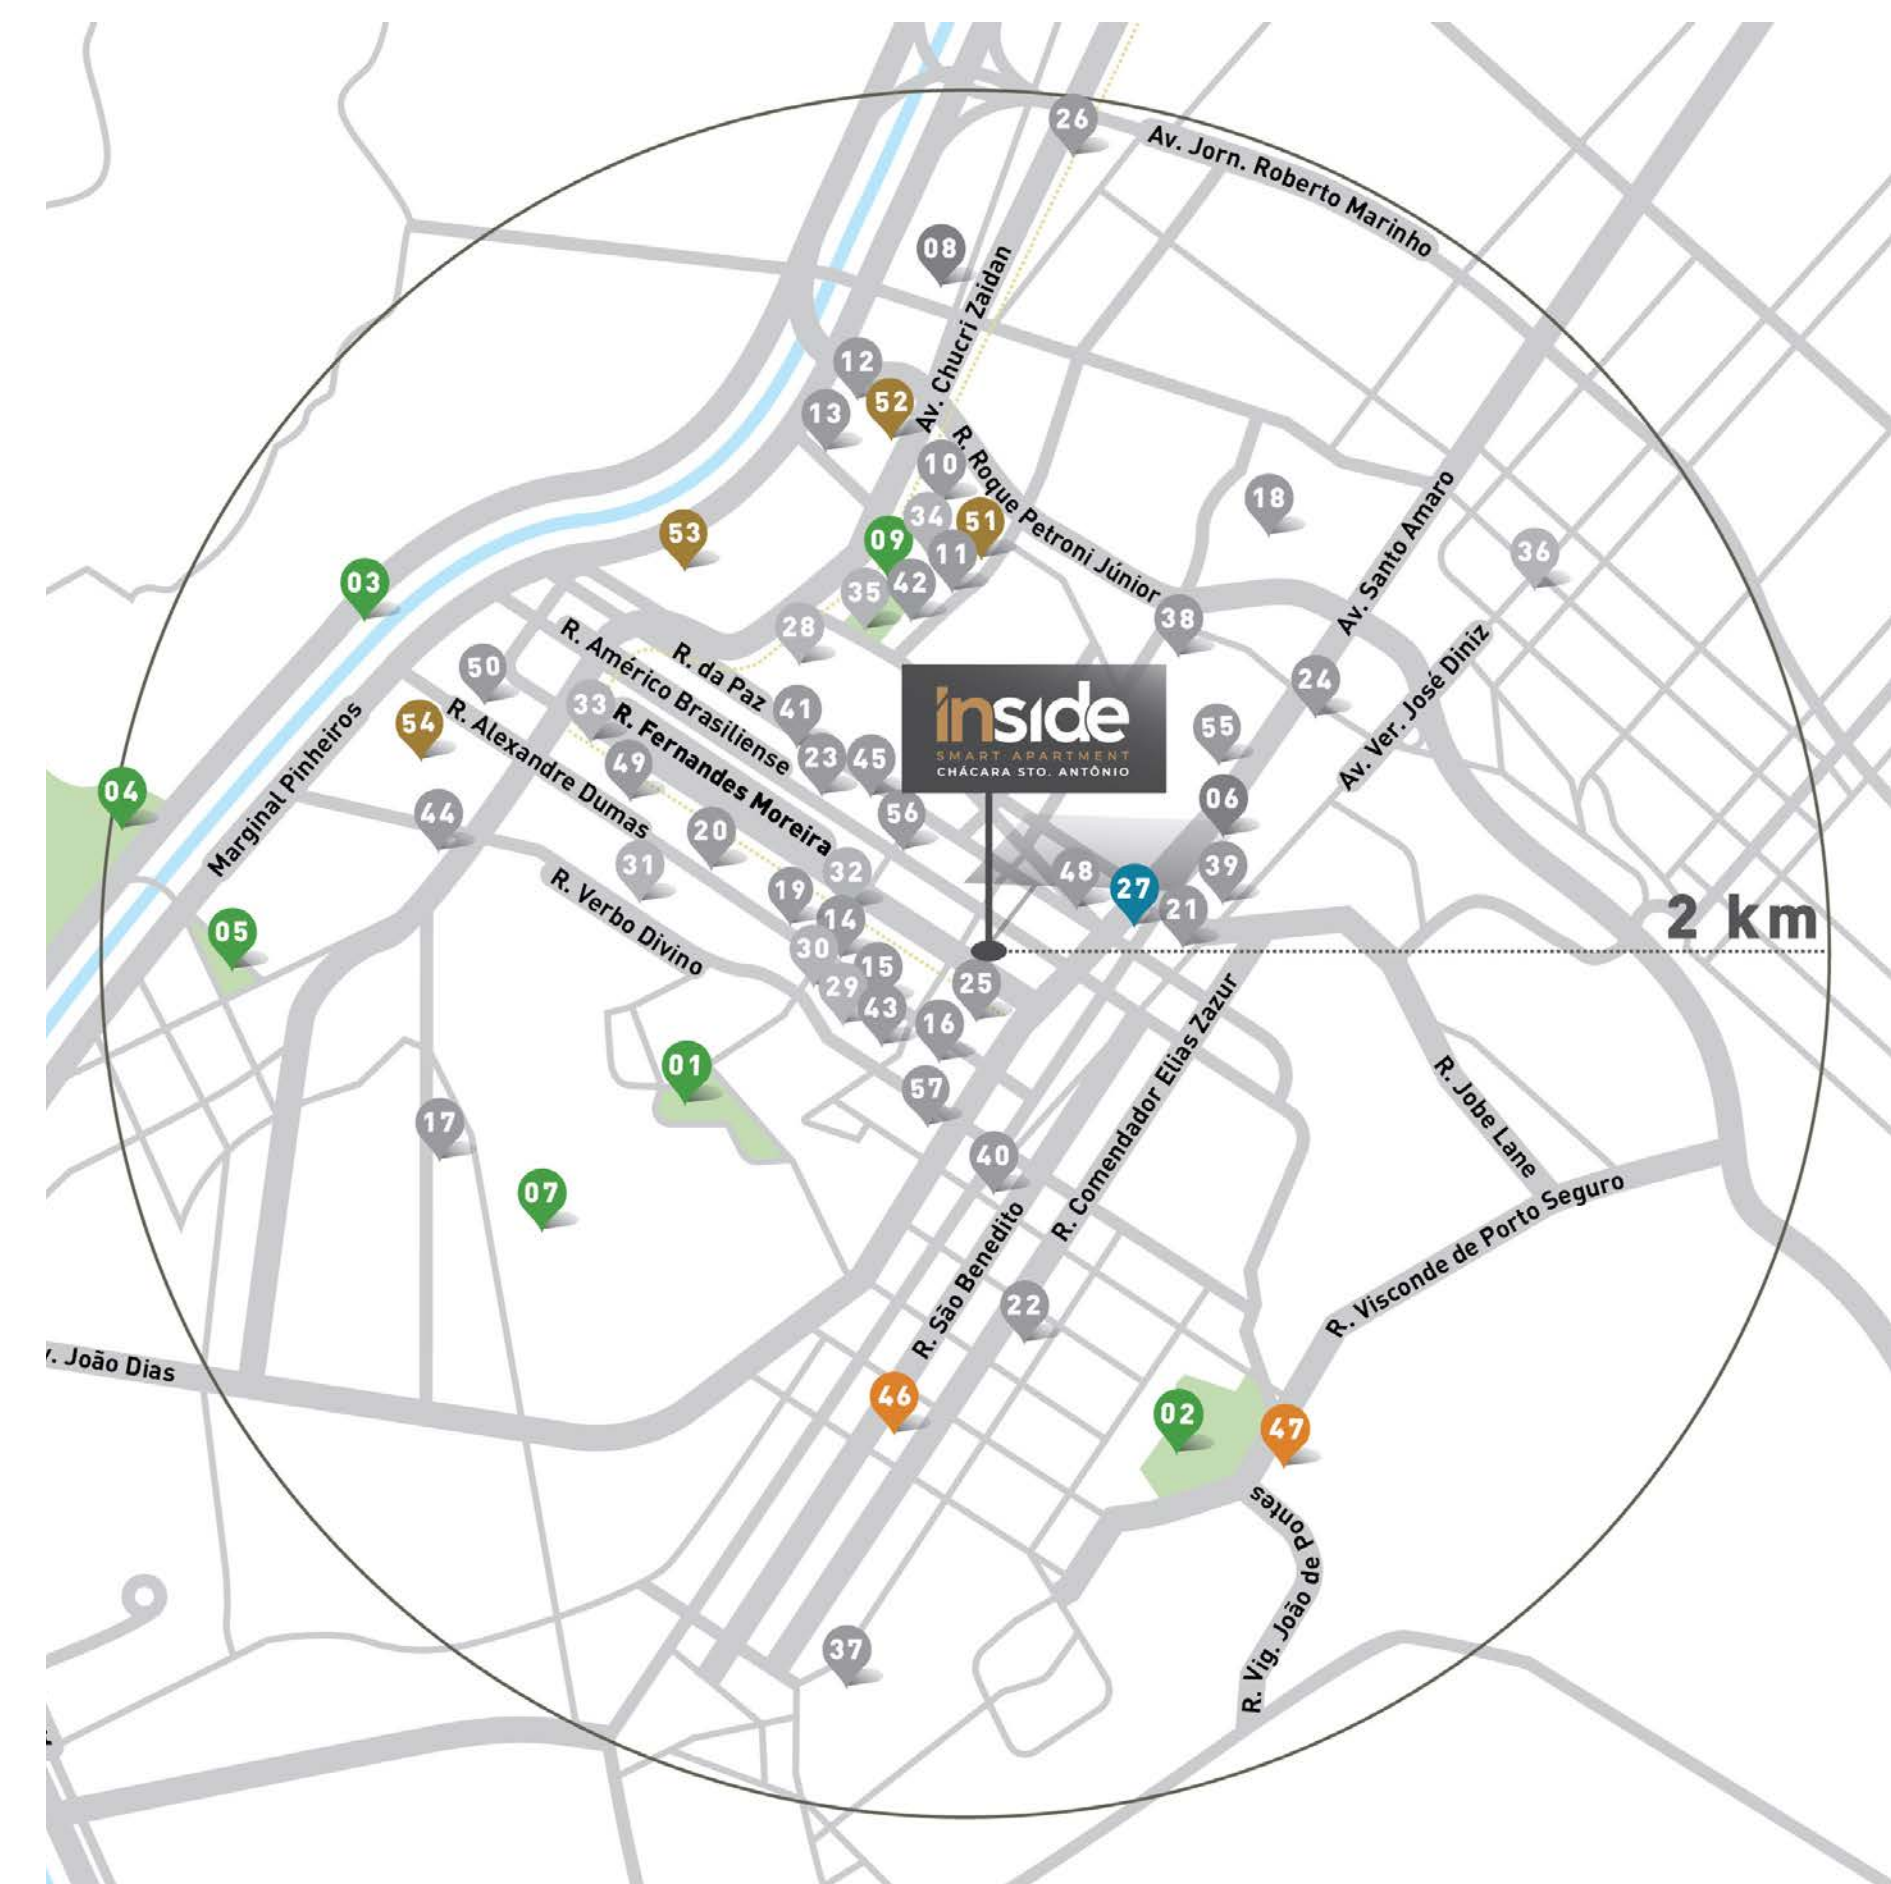 26
Av. Jorn. Roberto Marinho
08
Av. Chucri Zaidan
12
52
13
R. Roque Petroni Júnior
10
18
34
51
53
09
11
36
03
35
42
Av. Santo Amaro
38
28
50
R. Américo Brasiliense
R. da Paz
24
Av. Ver. José Diniz
33
41
54
R. Alexandre Dumas
R. Fernandes Moreira
55
inside
SMART APARTMENT
CHÁCARA STO. ANTÔNIO
49
23
45
04
Marginal Pinheiros
44
20
56
06
31
32
48
39
27
R. Verbo Divino
19
14
21
2 km
05
30
15
25
29
43
16
R. Comendador Elias Zazur
01
57
R. Jobe Lane
17
40
07
R. Visconde de Porto Seguro
R. São Benedito
22
v. João Dias
46
02
47
R. Vig. João de Pontes
37